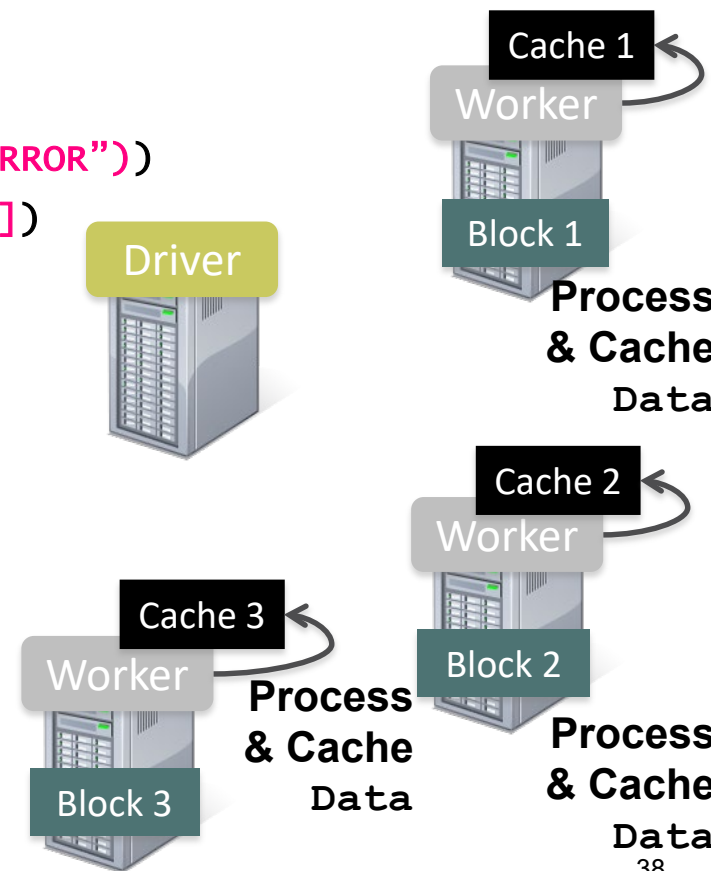 RROR”))
])
Driver
Cache 1
Worker
Block 1
Process
& Cache
Data
Cache 2
Worker
Block 2
Process
& Cache
Data
Cache 3
Worker
Block 3
Process
& Cache
Data
38